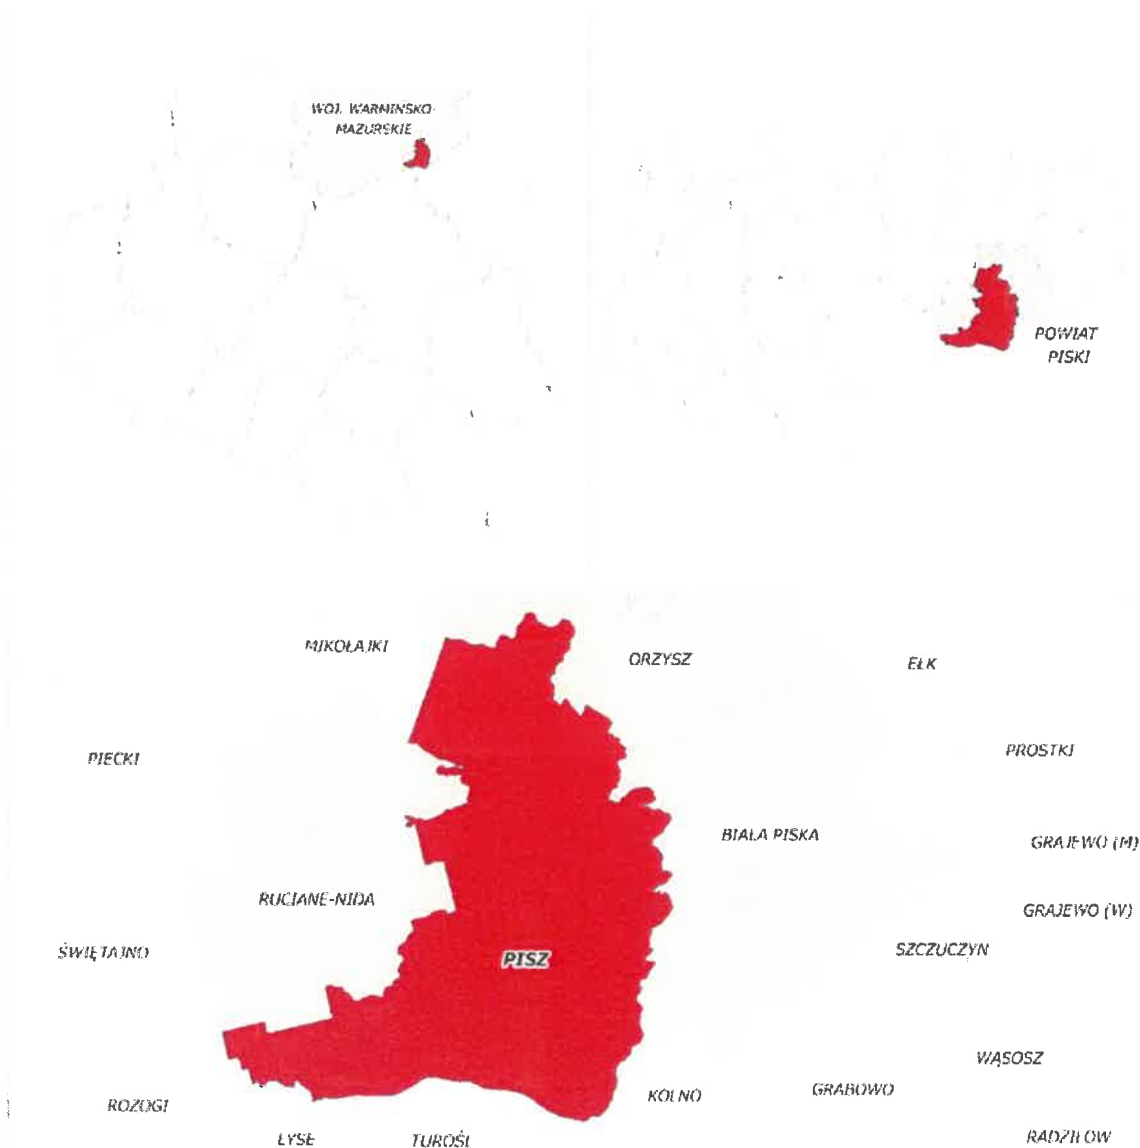 WOJ. WARMIŃSKO-
MAZURSKIE
POWIAT
PISKI
MIKOŁAJKI
ORZYSZ
EŁK
PIECKI
PROSTKI
BIAŁA PISKA
GRAJEWO (M)
RUCIANE-NIDA
GRAJEWO (W)
ŚWIĘTAJNO
PISZ
SZCZUCZYN
WĄSOSZ
ROZOGI
KOLNO
GRABOWO
ŁYSE
TUROŚL
RADZIŁÓW